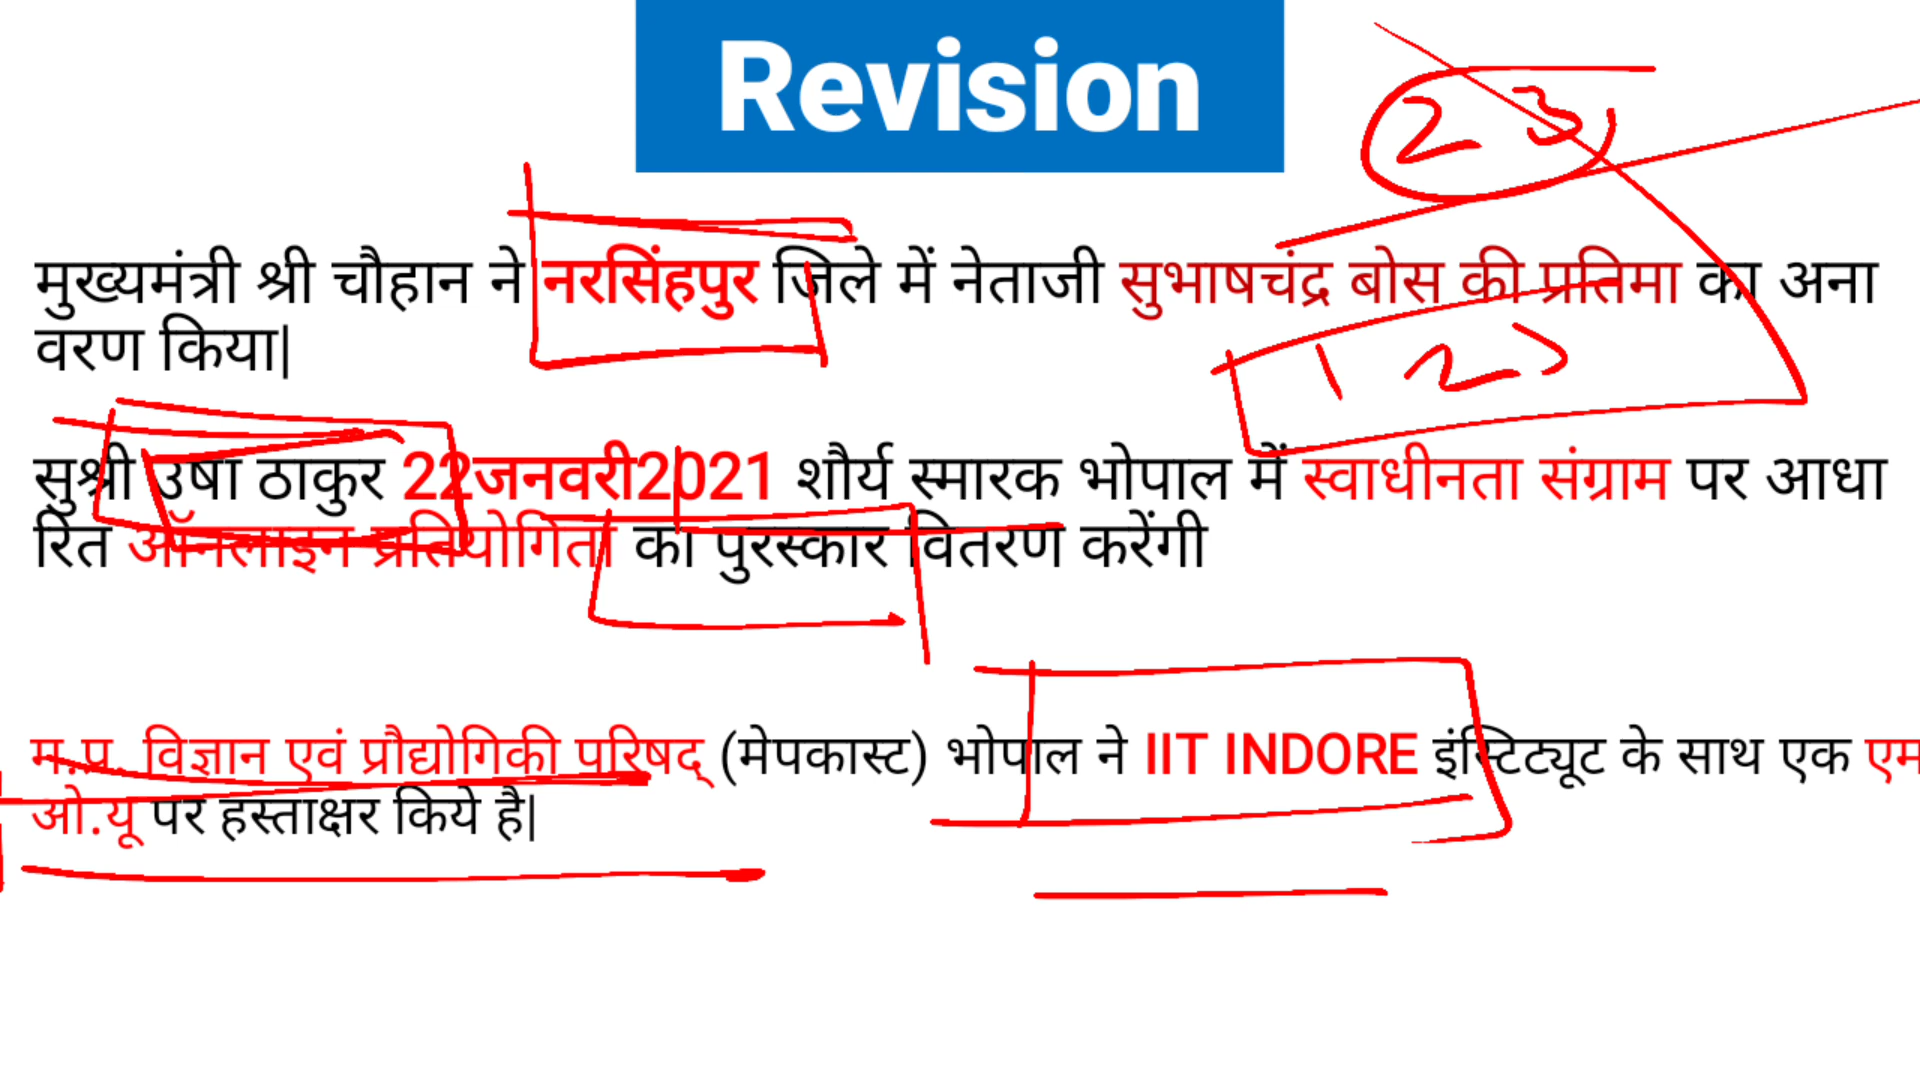 Revision
23
मुख्यमंत्री श्री चौहान ने नरसिंहपुर जिले में नेताजी सुभाषचंद्र बोस की प्रतिमा का अना
वरण किया|
सुश्री उषा ठाकुर 22जनवरी2021 शौर्य स्मारक भोपाल में स्वाधीनता संग्राम पर आधा
रित ऑनलाइन प्रतियोगिता का पुरस्कार वितरण करेंगी
म.प्र. विज्ञान एवं प्रौद्योगिकी परिषद् (मेपकास्ट) भोपाल ने IIT INDORE इंस्टिट्यूट के साथ एक एम
ओ.यू पर हस्ताक्षर किये है|